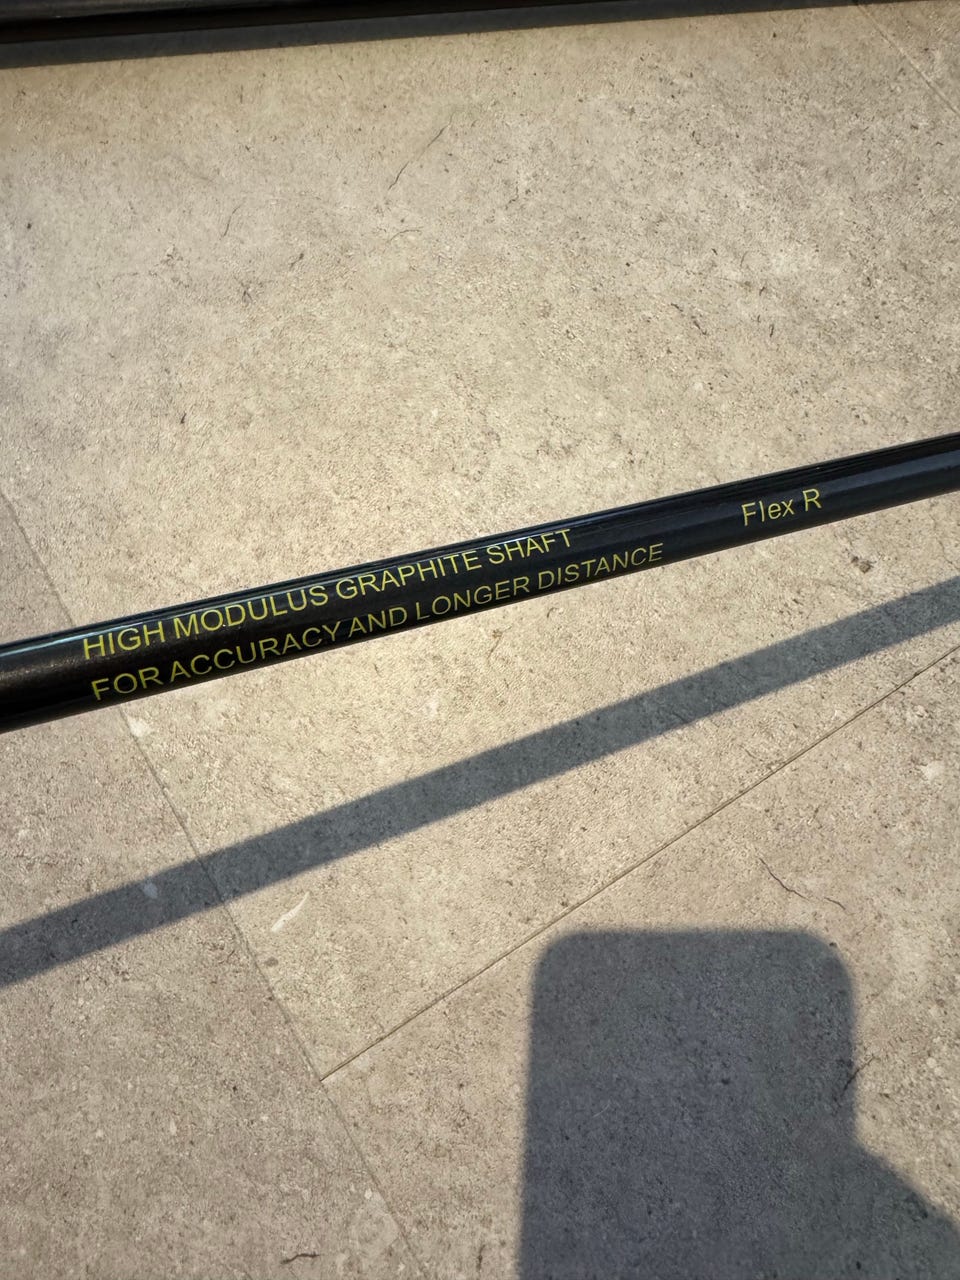 HIGH MODULUS GRAPHITE SHAFT
FOR ACCURACY AND LONGER DISTANCE
Flex R